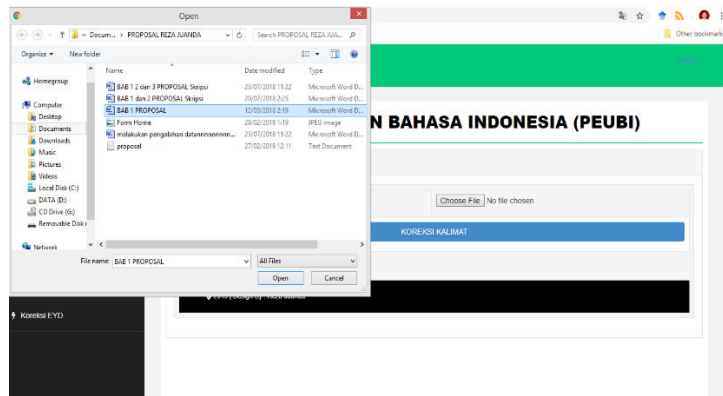 Open
« Docum... › PROPOSAL REZA JUANDA
Search PROPOSAL REZA JUA...
Other bookmark
Organize
New folder
Login
Name
Date modified
Type
Homegroup
BAB 1 2 dan 3 PROPOSAL Skripsi
23/07/2018 11:22
Microsoft Word D...
BAB 1 dan 2 PROPOSAL Skripsi
20/07/2018 2:25
Microsoft Word D...
Computer
BAB 1 PROPOSAL
12/03/2018 2:19
Microsoft Word D...
Desktop
Form Home
28/02/2019 1:19
JPEG image
Documents
melakukan pengolahan datannnnnnnn...
23/07/2018 11:22
Microsoft Word D...
Downloads
proposal
27/02/2019 12:11
Text Document
N BAHASA INDONESIA (PEUBI)
Music
Pictures
Videos
Local Disk (C:)
DATA (D:)
CD Drive (G:)
Removable Disk
Choose File No file chosen
KOREKSI KALIMAT
Network
File name: BAB 1 PROPOSAL
All Files
Open
Cancel
Koreksi EYD